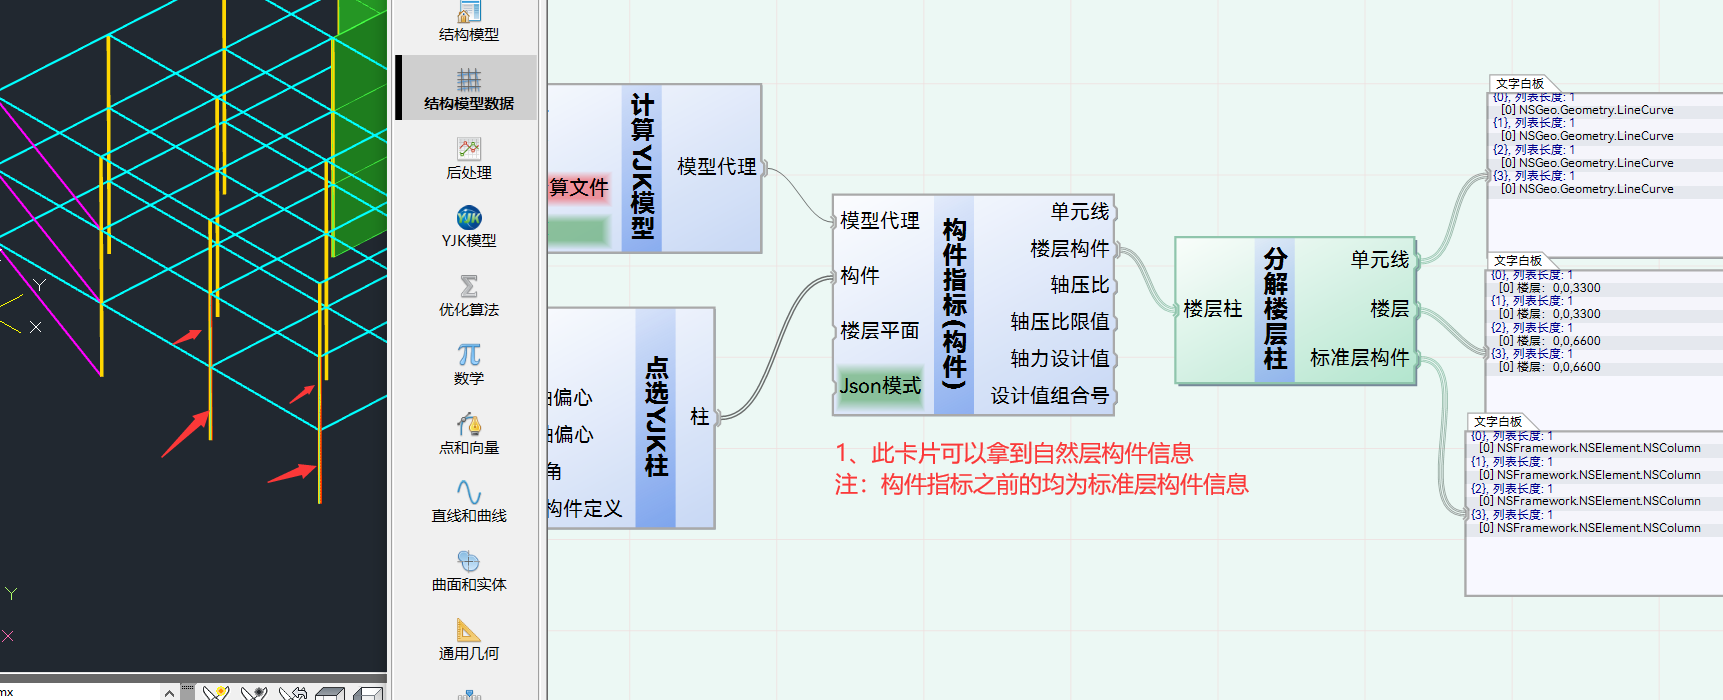 结构模型
结构模型数据
后处理
YJK
YJK模型
优化算法
数学
点和向量
直线和曲线
曲面和实体
通用几何
Y
X
Y
X
mx
算文件
计算YJK模型
模型代理
偏心
偏心
角
构件定义
点选YJK柱
柱
模型代理
构件
楼层平面
Json模式
构件指标(构件)
单元线
楼层构件
轴压比
轴压比限值
轴力设计值
设计值组合号
1、此卡片可以拿到自然层构件信息
注：构件指标之前的均为标准层构件信息
楼层柱
分解楼层柱
单元线
楼层
标准层构件
文字白板
{0}, 列表长度: 1
[0] NSGeo.Geometry.LineCurve
{1}, 列表长度: 1
[0] NSGeo.Geometry.LineCurve
{2}, 列表长度: 1
[0] NSGeo.Geometry.LineCurve
{3}, 列表长度: 1
[0] NSGeo.Geometry.LineCurve
文字白板
{0}, 列表长度: 1
[0] 楼层：0,0,3300
{1}, 列表长度: 1
[0] 楼层：0,0,3300
{2}, 列表长度: 1
[0] 楼层：0,0,6600
{3}, 列表长度: 1
[0] 楼层：0,0,6600
文字白板
{0}, 列表长度: 1
[0] NSFramework.NSElement.NSColumn
{1}, 列表长度: 1
[0] NSFramework.NSElement.NSColumn
{2}, 列表长度: 1
[0] NSFramework.NSElement.NSColumn
{3}, 列表长度: 1
[0] NSFramework.NSElement.NSColumn